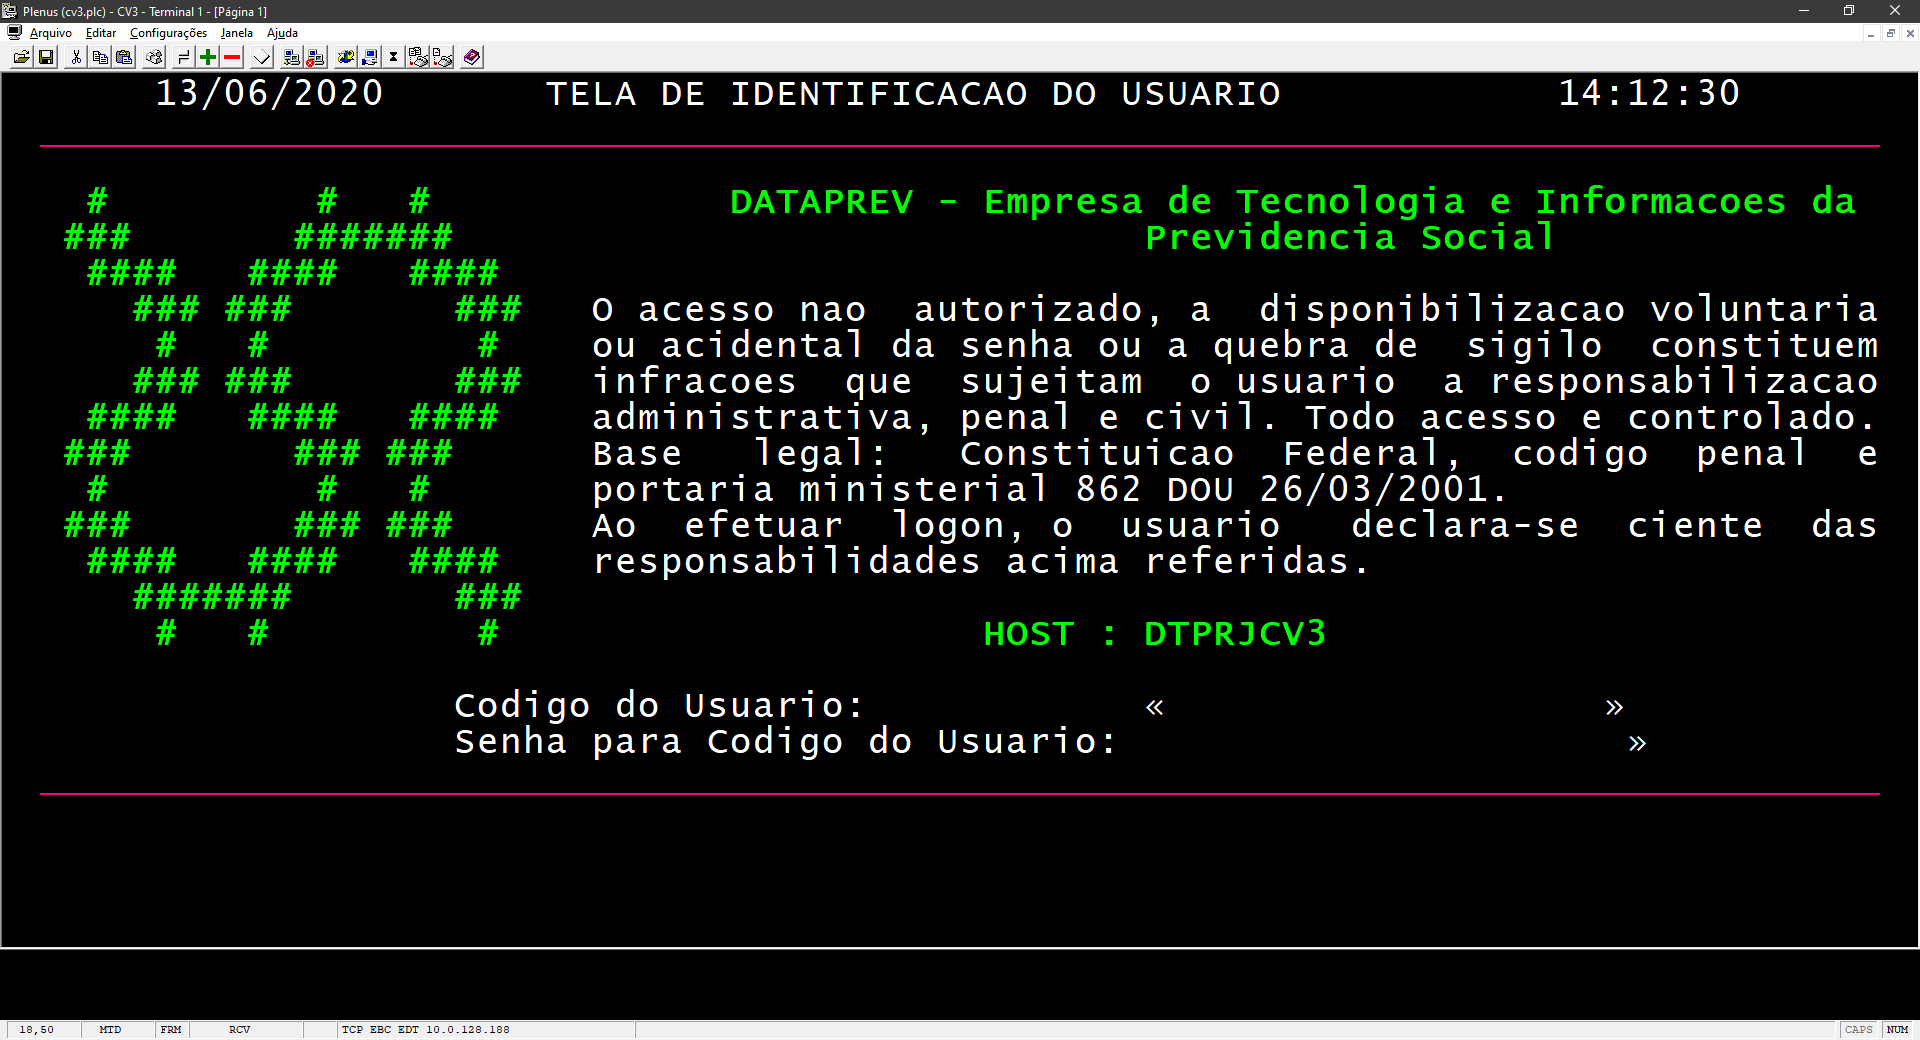 Plenus (cv3.plc) - CV3 - Terminal 1 - [Página 1]
Arquivo Editar Configurações Janela Ajuda
13/06/2020 TELA DE IDENTIFICACAO DO USUARIO 14:12:30
# # #
### #######
#### #### ####
### ### ###
# # #
### ### ###
#### #### ####
### ### ###
# # #
### ### ###
#### #### ####
####### ###
# # #
DATAPREV - Empresa de Tecnologia e Informacoes da
Previdencia Social
O acesso nao autorizado, a disponibilizacao voluntaria
ou acidental da senha ou a quebra de sigilo constituem
infracoes que sujeitam o usuario a responsabilizacao
administrativa, penal e civil. Todo acesso e controlado.
Base legal: Constituicao Federal, codigo penal e
portaria ministerial 862 DOU 26/03/2001.
Ao efetuar logon, o usuario declara-se ciente das
responsabilidades acima referidas.
HOST : DTPRJCV3
Codigo do Usuario: « »
Senha para Codigo do Usuario: »
18,50 MTD FRM RCV TCP EBC EDT 10.0.128.188 CAPS NUM